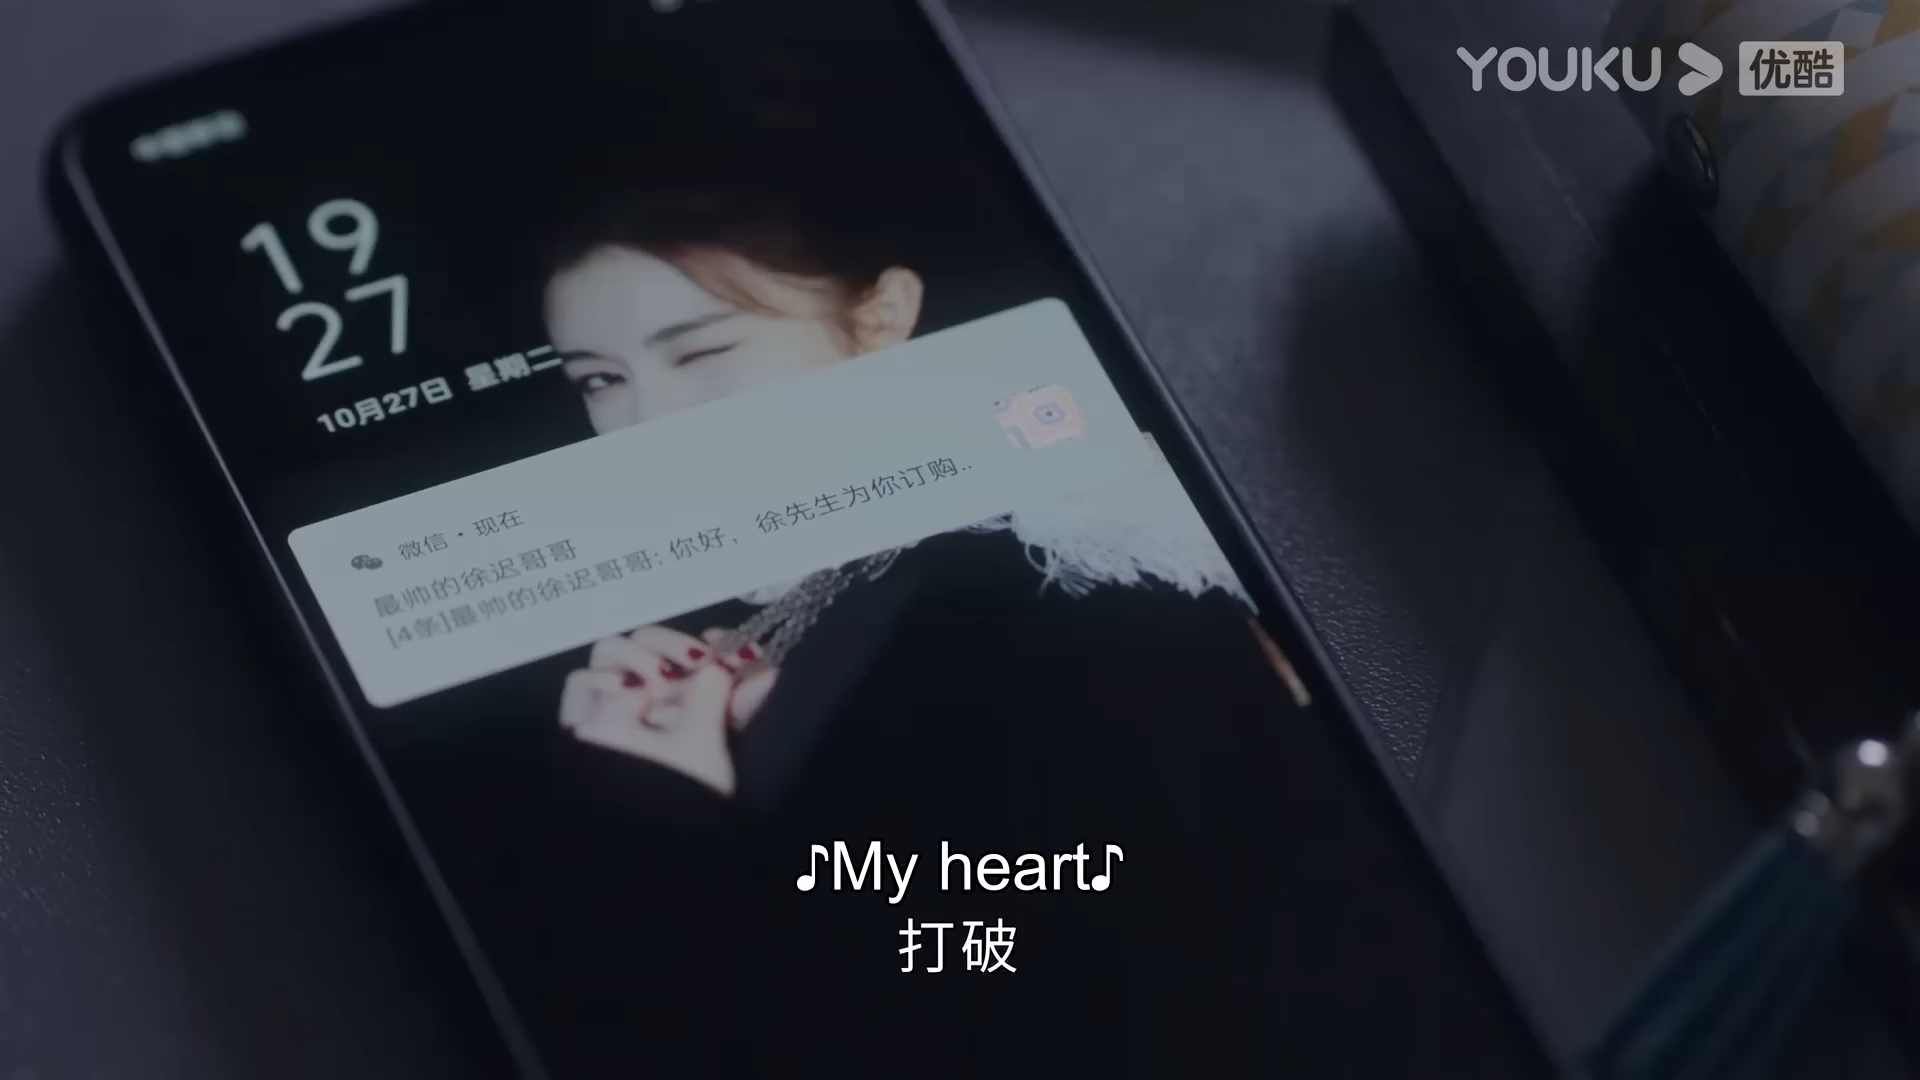 YOUKU 优酷
19
27
10月27日 星期二
微信·现在
最帅的徐迟哥哥
[4条]最帅的徐迟哥哥: 你好，徐先生为你订购..
♪My heart♪
打破